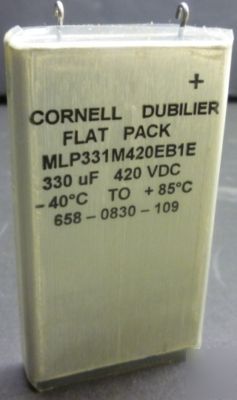 +
CORNELL DUBILIER
FLAT PACK
MLP331M420EB1E
330 uF 420 VDC
- 40°C TO + 85°C
658 - 0830 - 109